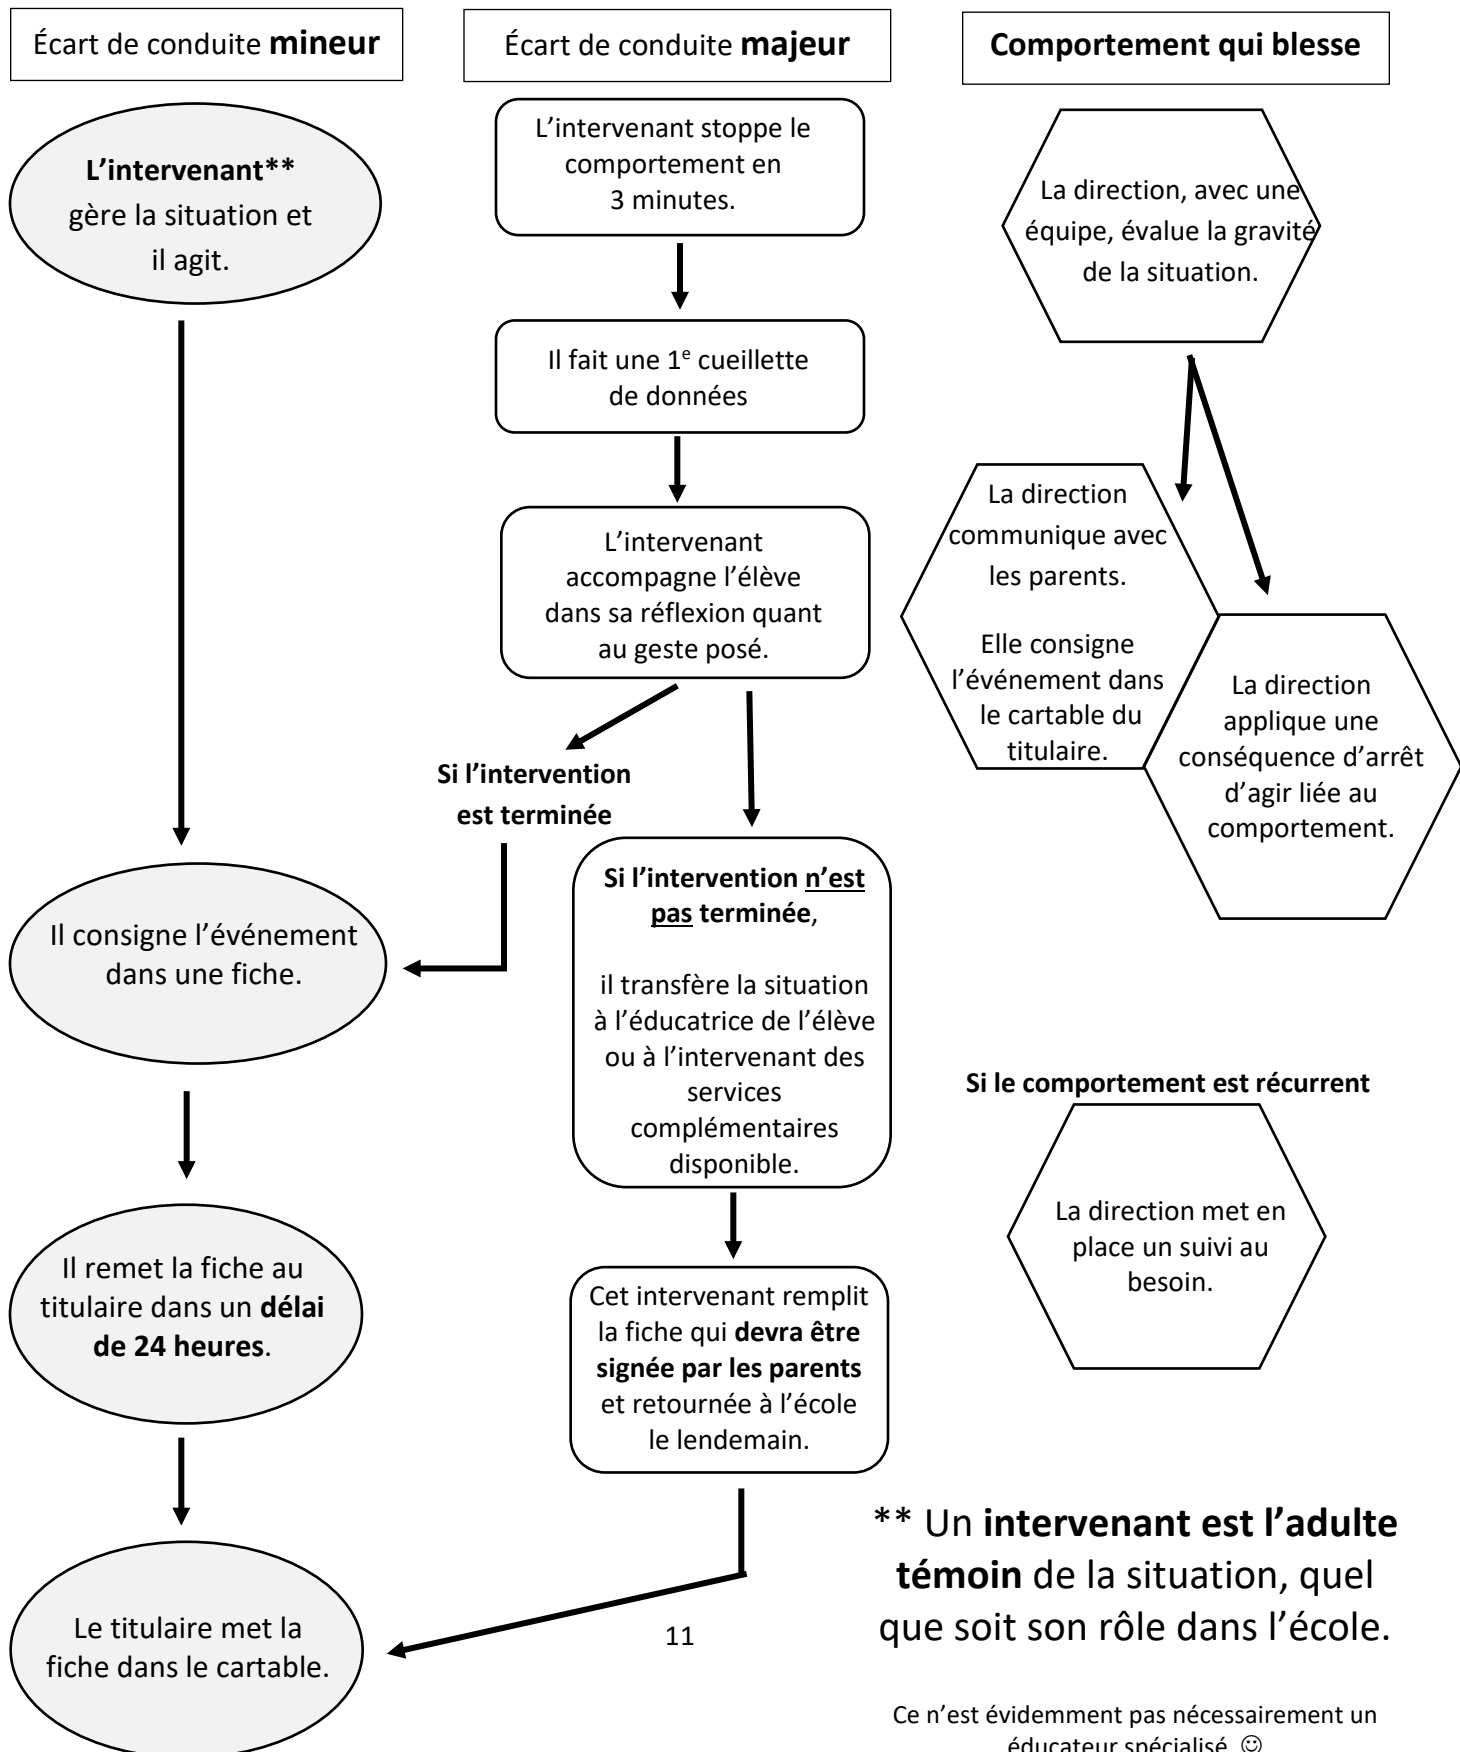 Écart de conduite mineur
L’intervenant**
gère la situation et
il agit.
Il consigne l’événement
dans une fiche.
Il remet la fiche au
titulaire dans un délai
de 24 heures.
Le titulaire met la
fiche dans le cartable.
Écart de conduite majeur
L’intervenant stoppe le
comportement en
3 minutes.
Il fait une 1e cueillette
de données
L’intervenant
accompagne l’élève
dans sa réflexion quant
au geste posé.
Si l’intervention
est terminée
Si l’intervention n’est
pas terminée,
il transfère la situation
à l’éducatrice de l’élève
ou à l’intervenant des
services
complémentaires
disponible.
Cet intervenant remplit
la fiche qui devra être
signée par les parents
et retournée à l’école
le lendemain.
Comportement qui blesse
La direction, avec une
équipe, évalue la gravité
de la situation.
La direction
communique avec
les parents.
Elle consigne
l’événement dans
le cartable du
titulaire.
La direction
applique une
conséquence d’arrêt
d’agir liée au
comportement.
Si le comportement est récurrent
La direction met en
place un suivi au
besoin.
** Un intervenant est l’adulte
témoin de la situation, quel
que soit son rôle dans l’école.
Ce n’est évidemment pas nécessairement un
éducateur spécialisé. ☺
11